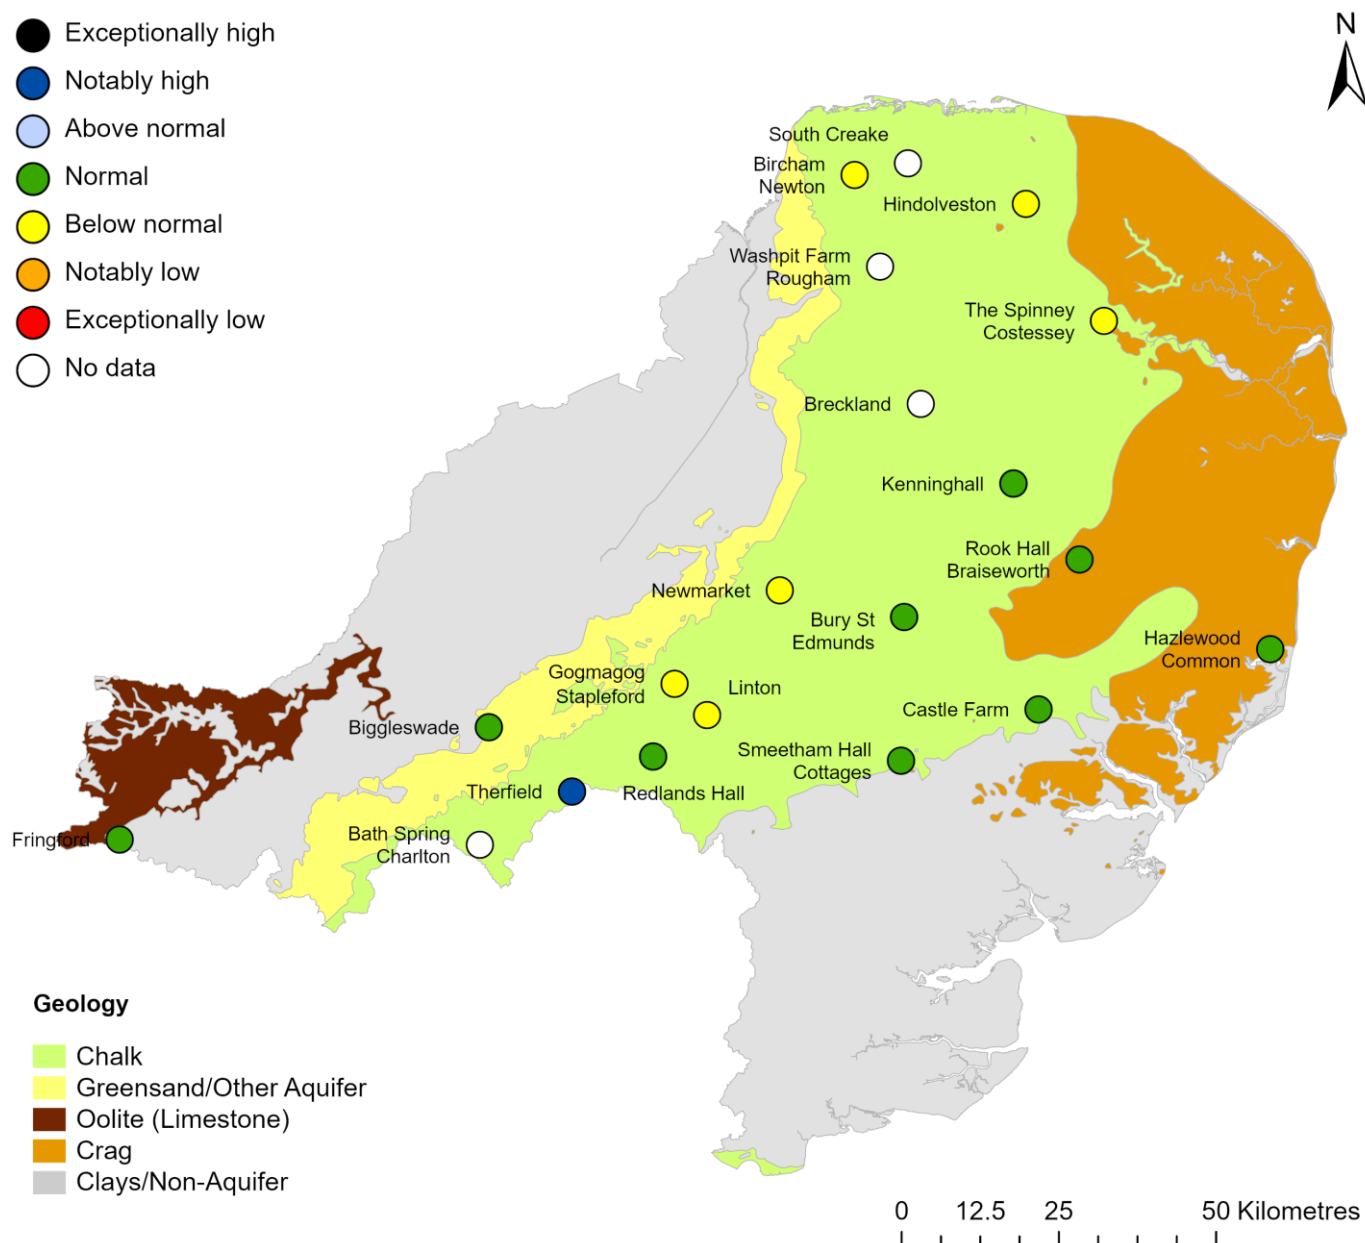 Exceptionally high
Notably high
Above normal
Normal
Below normal
Notably low
Exceptionally low
No data
N
South Creake
Bircham
Newton
Hindolveston
Washpit Farm
Rougham
The Spinney
Costessey
Breckland
Kenninghall
Rook Hall
Braiseworth
Newmarket
Bury St
Edmunds
Hazlewood
Common
Gogmagog
Stapleford
Linton
Castle Farm
Biggleswade
Smeetham Hall
Cottages
Therfield
Redlands Hall
Bath Spring
Charlton
Fringford
Geology
Chalk
Greensand/Other Aquifer
Oolite (Limestone)
Crag
Clays/Non-Aquifer
0 12.5 25 50 Kilometres